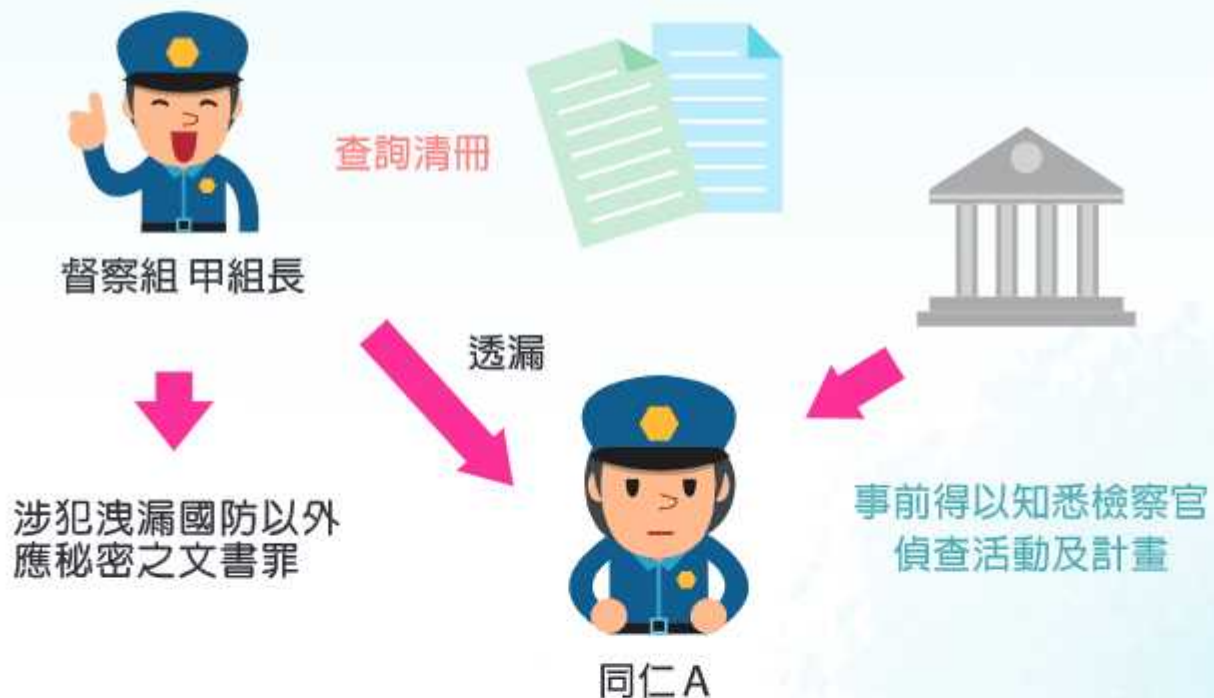 查詢清冊
督察組 甲組長
透漏
涉犯洩漏國防以外
應秘密之文書罪
事前得以知悉檢察官
偵查活動及計畫
同仁 A